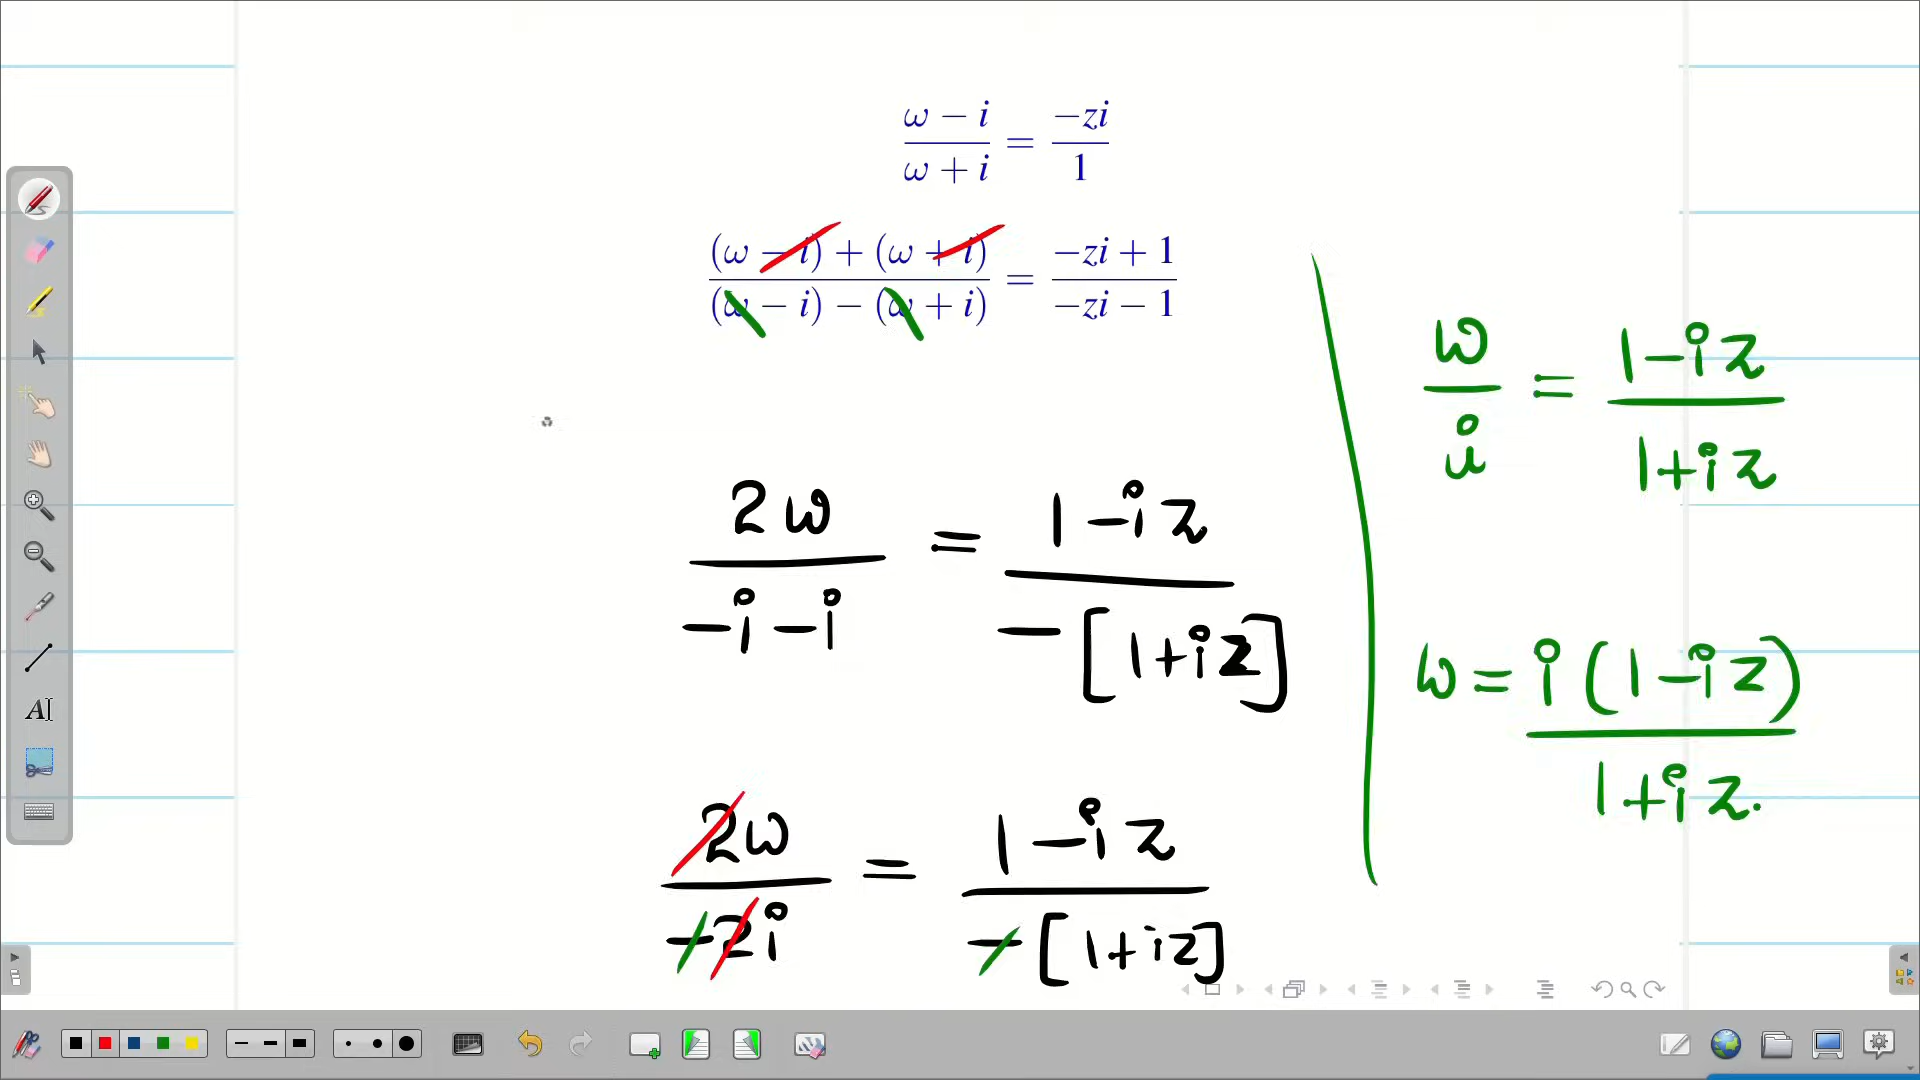 ω − i / ω + i = −zi / 1
(ω − i) + (ω + i) / (ω − i) − (ω + i) = −zi + 1 / −zi − 1
2ω / −i −i = 1 −iz / −[1+iz]
2ω / −2i = 1 −iz / −[1+iz]
ω / i = 1−iz / 1+iz
ω = i(1−iz) / 1+iz.